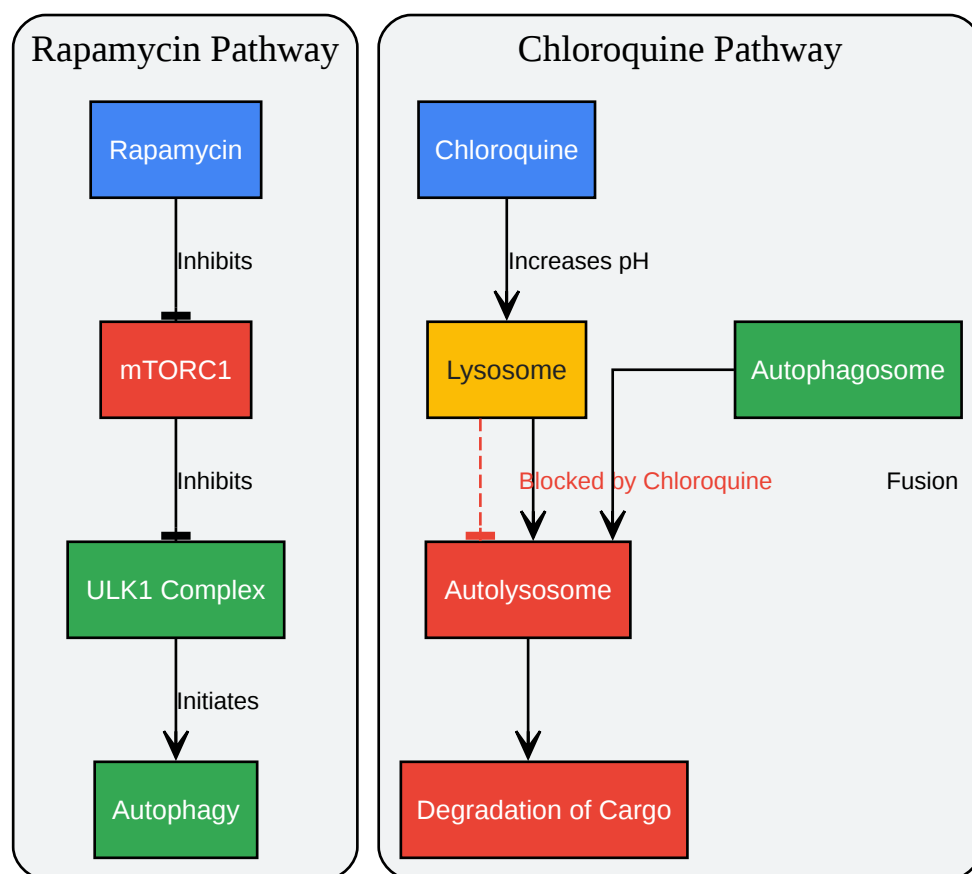 Rapamycin Pathway
Rapamycin
Inhibits
mTORC1
Inhibits
ULK1 Complex
Initiates
Autophagy
Chloroquine Pathway
Chloroquine
Increases pH
Lysosome
Autophagosome
Blocked by Chloroquine
Fusion
Autolysosome
Degradation of Cargo